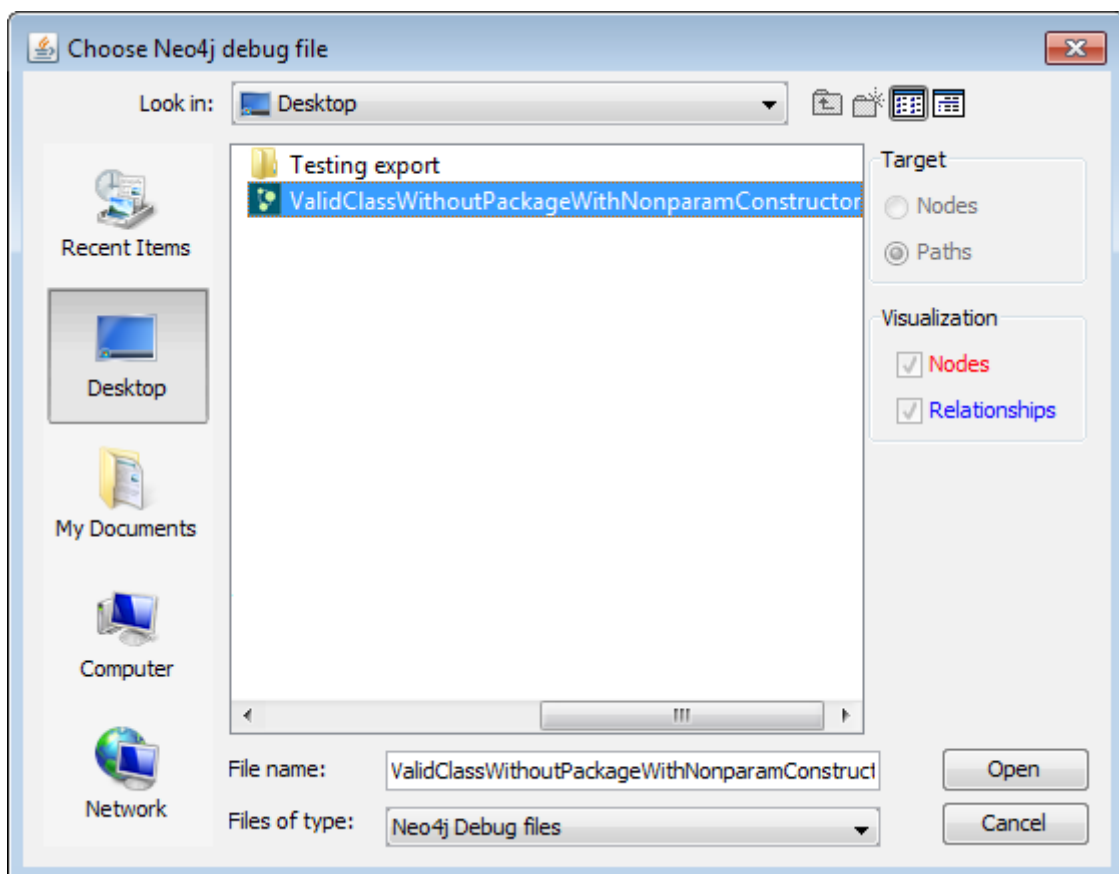 Choose Neo4j debug file
Look in:
Desktop
Recent Items
Desktop
My Documents
Computer
Network
Testing export
ValidClassWithoutPackageWithNonparamConstructor
Target
Nodes
Paths
Visualization
Nodes
Relationships
File name:
ValidClassWithoutPackageWithNonparamConstruct
Open
Files of type:
Neo4j Debug files
Cancel